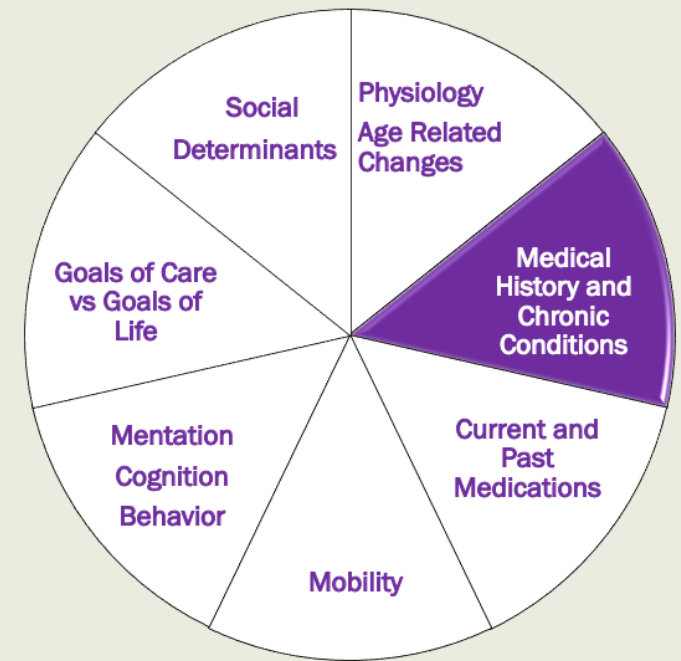 Physiology
Age Related
Changes
Medical
History and
Chronic
Conditions
Current and
Past
Medications
Mobility
Mentation
Cognition
Behavior
Goals of Care
vs Goals of
Life
Social
Determinants